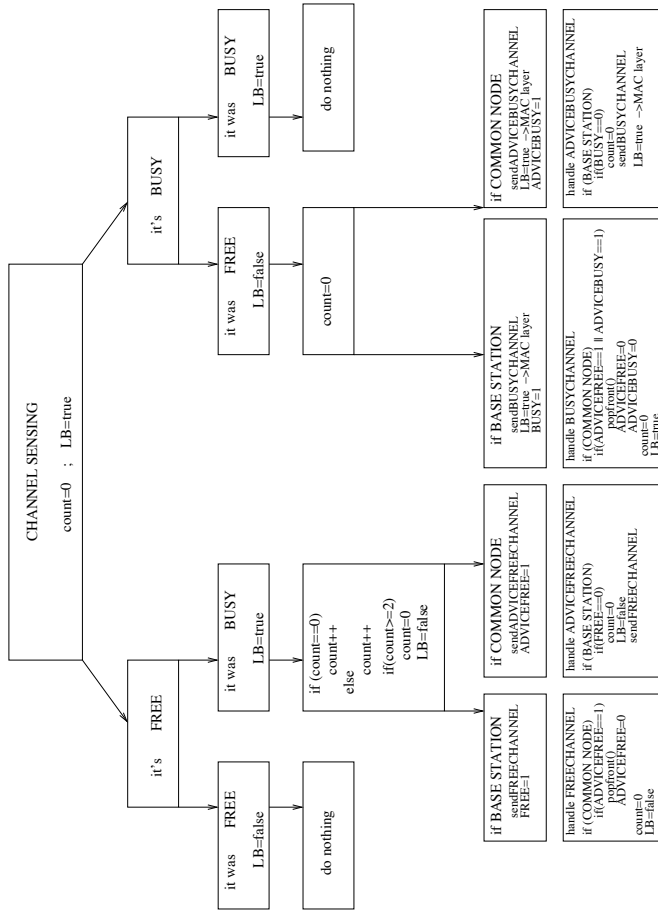 CHANNEL SENSING
count=0 ; LB=true
it's FREE
it's BUSY
it was FREE
LB=false
it was BUSY
LB=true
it was FREE
LB=false
it was BUSY
LB=true
do nothing
if (count==0)
count++
else
count++
if(count>=2)
count=0
LB=false
count=0
do nothing
if BASE STATION
sendFREECHANNEL
FREE=1
if COMMON NODE
sendADVICEFREECHANNEL
ADVICEFREE=1
if BASE STATION
sendBUSYCHANNEL
LB=true ->MAC layer
BUSY=1
if COMMON NODE
sendADVICEBUSYCHANNEL
LB=true ->MAC layer
ADVICEBUSY=1
handle FREECHANNEL
if (COMMON NODE)
if(ADVICEFREE==1)
popfront()
ADVICEFREE=0
count=0
LB=false
handle ADVICEFREECHANNEL
if (BASE STATION)
if(FREE==0)
count=0
LB=false
sendFREECHANNEL
handle BUSYCHANNEL
if (COMMON NODE)
if(ADVICEFREE==1 || ADVICEBUSY==1)
popfront()
ADVICEFREE=0
ADVICEBUSY=0
count=0
LB=true
handle ADVICEBUSYCHANNEL
if (BASE STATION)
if(BUSY==0)
count=0
sendBUSYCHANNEL
LB=true ->MAC layer